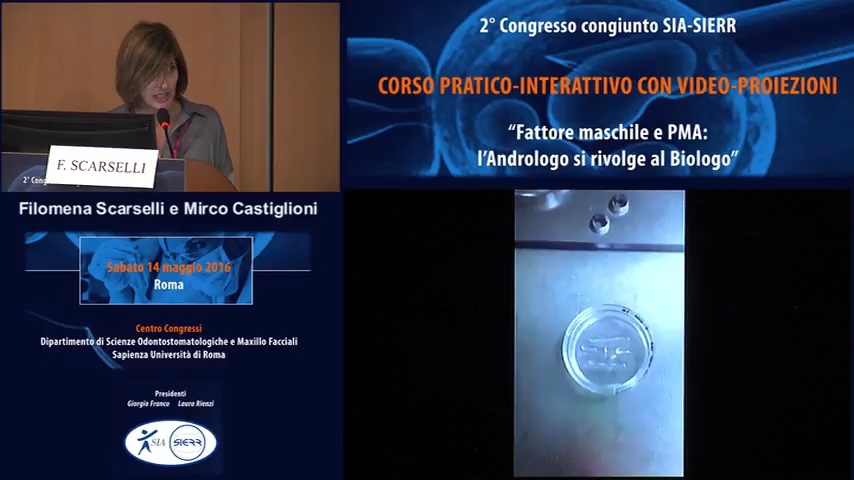 F. SCARSELLI
2° Cong
Filomena Scarselli e Mirco Castiglioni
Sabato 14 maggio 2016
Roma
Centro Congressi
Dipartimento di Scienze Odontostomatologiche e Maxillo Facciali
Sapienza Università di Roma
Presidenti
Giorgio Franco Laura Rienzi
SIA SIERR
2° Congresso congiunto SIA-SIERR
CORSO PRATICO-INTERATTIVO CON VIDEO-PROIEZIONI
“Fattore maschile e PMA:
l’Andrologo si rivolge al Biologo”